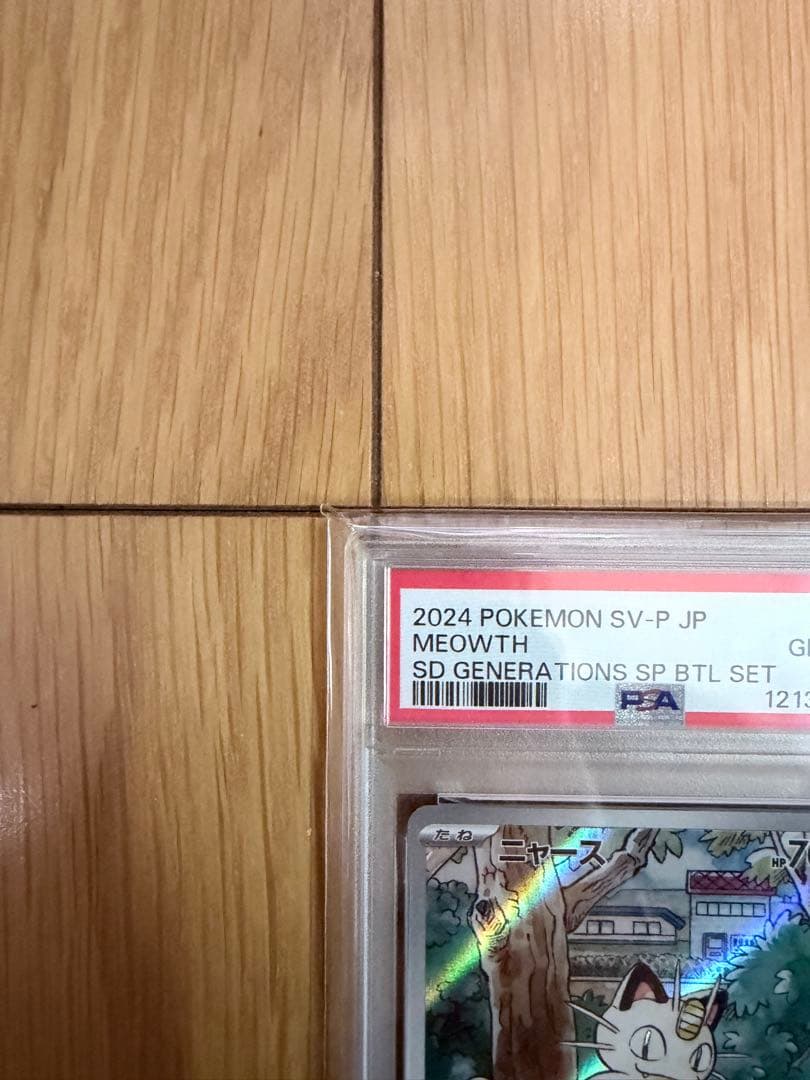 2024 POKEMON SV-P JP
MEOWTH
SD GENERATIONS SP BTL SET
PSA
たね
ニャース
HP